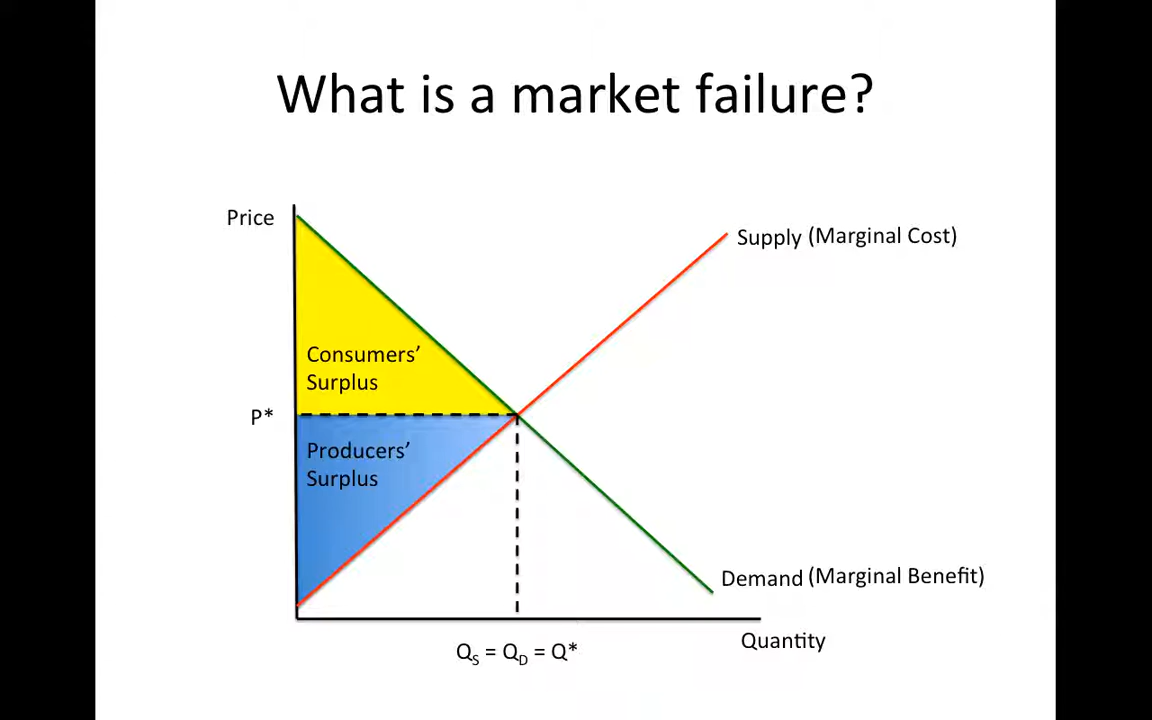 What is a market failure?
Price
Supply (Marginal Cost)
Consumers’
Surplus
P*
Producers’
Surplus
Demand (Marginal Benefit)
Quantity
QS = QD = Q*